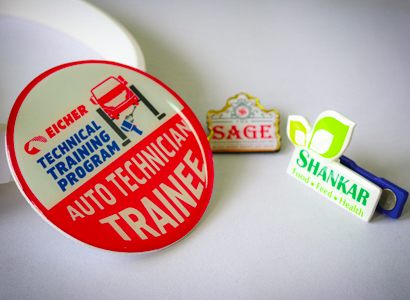 EICHER
TECHNICAL
TRAINING
PROGRAM
AUTO TECHNICIAN
TRAINEE
SAGE
SHANKAR
Food • Feed • Health